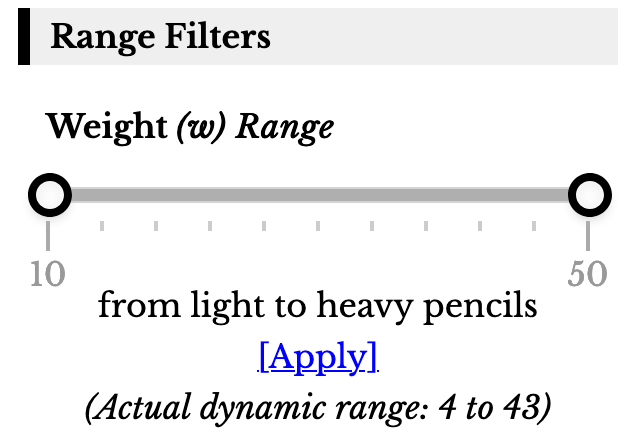 Range Filters
Weight (w) Range
10 50
from light to heavy pencils
[Apply]
(Actual dynamic range: 4 to 43)